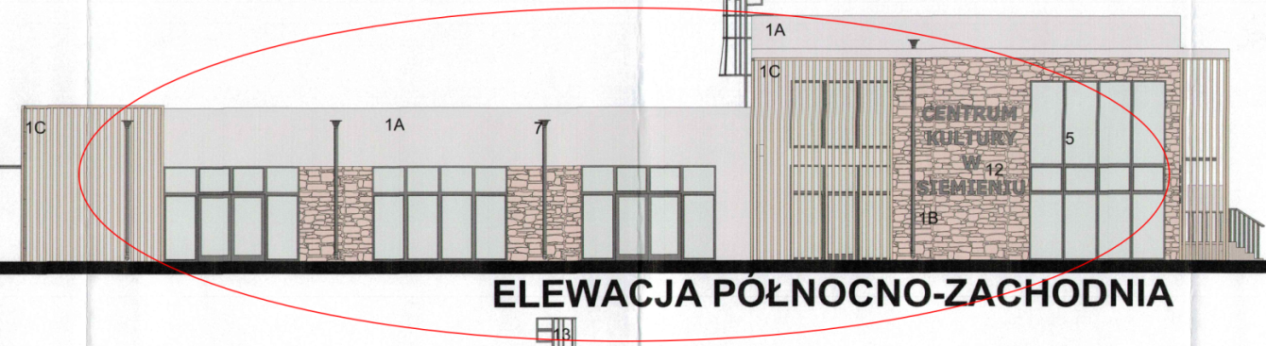 1A
1C
1C
1A
7
CENTRUM
KULTURY
W
SIEMIENIU
5
12
1B
ELEWACJA PÓŁNOCNO-ZACHODNIA
13